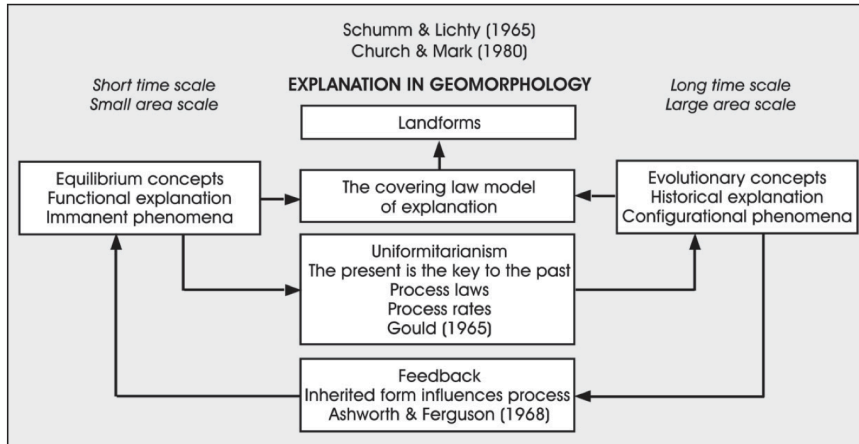 Schumm & Lichty (1965)
Church & Mark (1980)
Short time scale
Small area scale
EXPLANATION IN GEOMORPHOLOGY
Long time scale
Large area scale
Landforms
Equilibrium concepts
Functional explanation
Immanent phenomena
The covering law model
of explanation
Evolutionary concepts
Historical explanation
Configurational phenomena
Uniformitarianism
The present is the key to the past
Process laws
Process rates
Gould (1965)
Feedback
Inherited form influences process
Ashworth & Ferguson (1968)